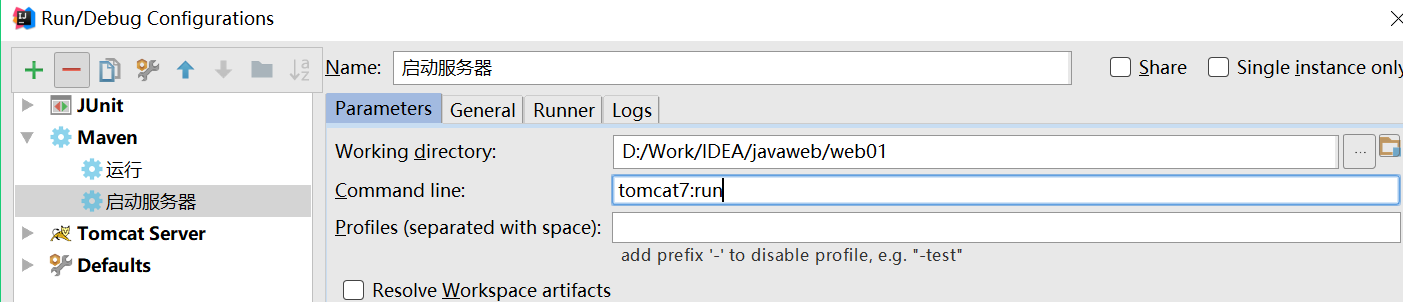 Run/Debug Configurations
Name: 启动服务器 Share Single instance only
JUnit
Maven
运行
启动服务器
Tomcat Server
Defaults
Parameters General Runner Logs
Working directory: D:/Work/IDEA/javaweb/web01 ...
Command line: tomcat7:run
Profiles (separated with space):
add prefix '-' to disable profile, e.g. "-test"
Resolve Workspace artifacts